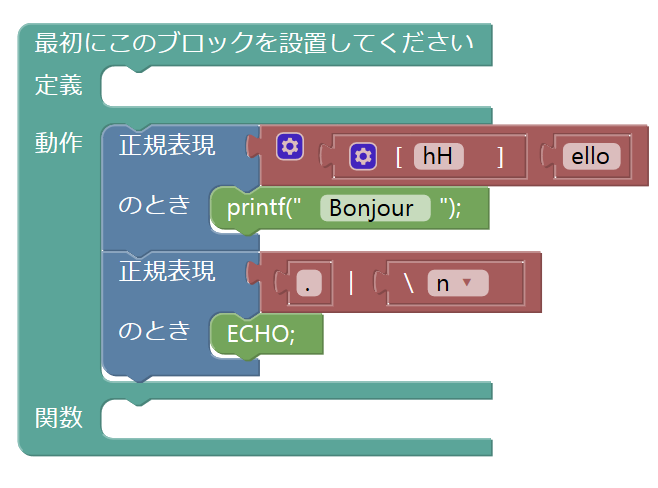 最初にこのブロックを設置してください
定義
動作 正規表現 [ hH ] ello
のとき printf(" Bonjour ");
正規表現 . | \ n ▼
のとき ECHO;
関数